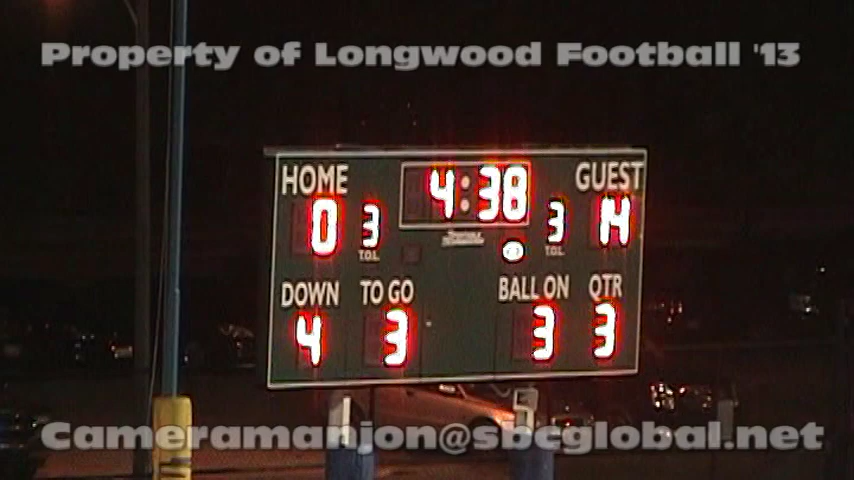 Property of Longwood Football '13
HOME 4:38 GUEST
0 3 3 14
T.O.L. T.O.L.
DOWN TO GO BALL ON QTR
4 3 3 3
Cameramanjon@sbcglobal.net